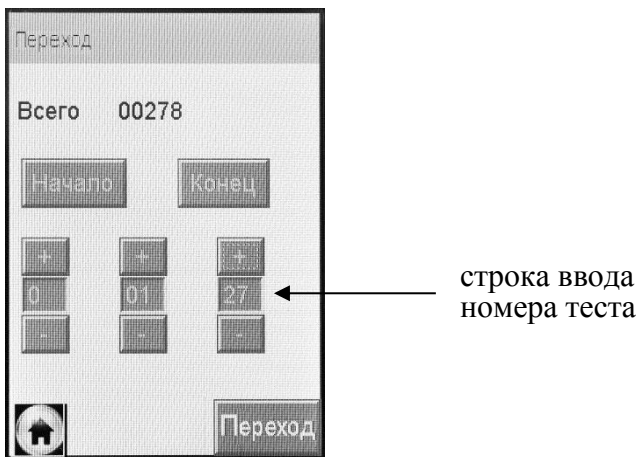 Переход
Всего 00278
Начало Конец
+ + +
0 01 27
- - -
Переход
строка ввода
номера теста